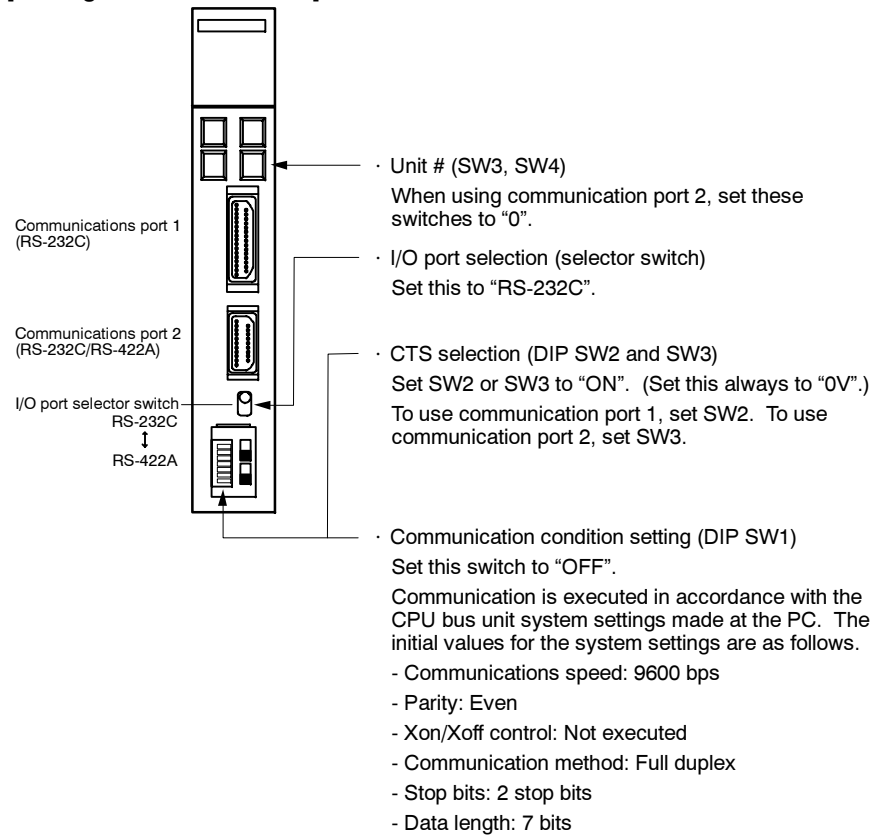 Communications port 1
(RS-232C)
Communications port 2
(RS-232C/RS-422A)
I/O port selector switch
RS-232C
↕
RS-422A
· Unit # (SW3, SW4)
When using communication port 2, set these
switches to “0”.
· I/O port selection (selector switch)
Set this to “RS-232C”.
· CTS selection (DIP SW2 and SW3)
Set SW2 or SW3 to “ON”. (Set this always to “0V”.)
To use communication port 1, set SW2. To use
communication port 2, set SW3.
· Communication condition setting (DIP SW1)
Set this switch to “OFF”.
Communication is executed in accordance with the
CPU bus unit system settings made at the PC. The
initial values for the system settings are as follows.
- Communications speed: 9600 bps
- Parity: Even
- Xon/Xoff control: Not executed
- Communication method: Full duplex
- Stop bits: 2 stop bits
- Data length: 7 bits